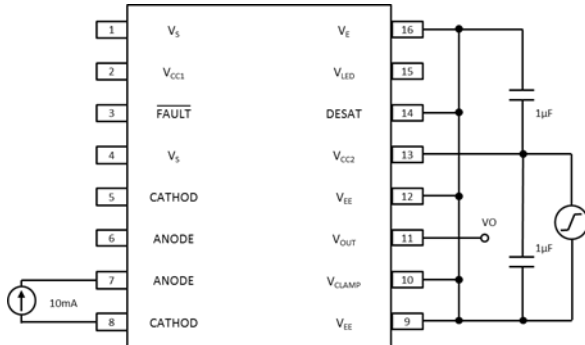 1 V_S V_E 16
2 V_CC1 V_LED 15
3 FAULT DESAT 14
1µF
4 V_S V_CC2 13
5 CATHOD V_EE 12
6 ANODE V_OUT 11 VO
7 ANODE V_CLAMP 10 1µF
10mA
8 CATHOD V_EE 9